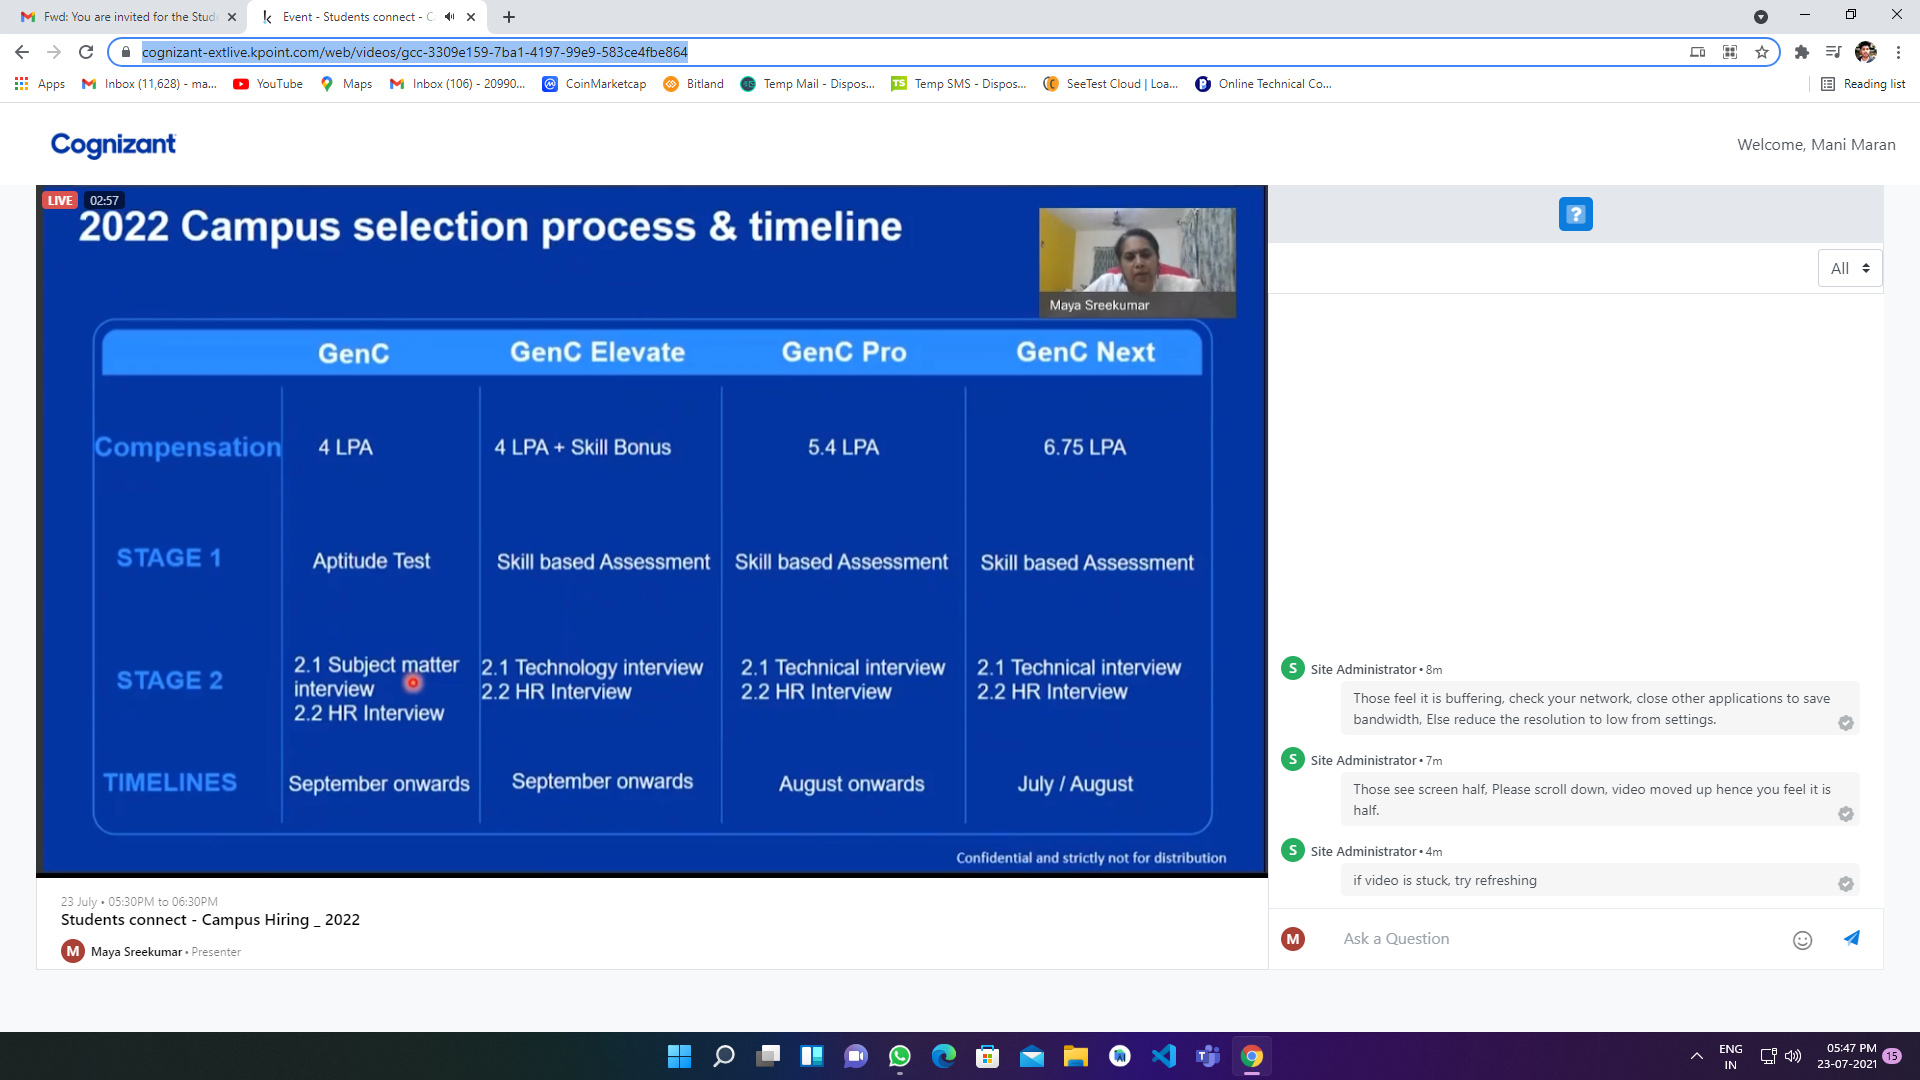 Fwd: You are invited for the Stud
Event - Students connect - C
cognizant-extlive.kpoint.com/web/videos/gcc-3309e159-7ba1-4197-99e9-583ce4fbe864
Apps
Inbox (11,628) - ma...
YouTube
Maps
Inbox (106) - 20990...
CoinMarketcap
Bitland
Temp Mail - Dispos...
TS
Temp SMS - Dispos...
SeeTest Cloud | Loa...
Online Technical Co...
Reading list
Cognizant
Welcome, Mani Maran
LIVE 02:57
2022 Campus selection process & timeline
Maya Sreekumar
GenC GenC Elevate GenC Pro GenC Next
Compensation 4 LPA 4 LPA + Skill Bonus 5.4 LPA 6.75 LPA
STAGE 1 Aptitude Test Skill based Assessment Skill based Assessment Skill based Assessment
STAGE 2
2.1 Subject matter
interview
2.2 HR Interview
2.1 Technology interview
2.2 HR Interview
2.1 Technical interview
2.2 HR Interview
2.1 Technical interview
2.2 HR Interview
TIMELINES September onwards September onwards August onwards July / August
Confidential and strictly not for distribution
23 July • 05:30PM to 06:30PM
Students connect - Campus Hiring _ 2022
M Maya Sreekumar • Presenter
?
All
S Site Administrator • 8m
Those feel it is buffering, check your network, close other applications to save
bandwidth, Else reduce the resolution to low from settings.
S Site Administrator • 7m
Those see screen half, Please scroll down, video moved up hence you feel it is
half.
S Site Administrator • 4m
if video is stuck, try refreshing
M Ask a Question
ENG
IN
05:47 PM
23-07-2021
15